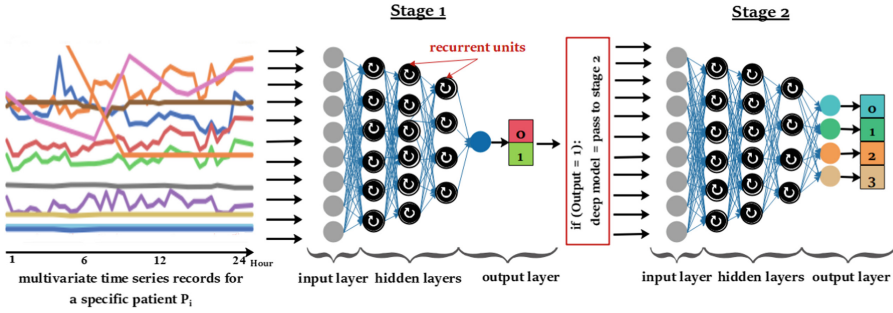 Stage 1
Stage 2
recurrent units
0
1
if (Output = 1):
deep model = pass to stage 2
0
1
2
3
1 6 12 24 Hour
multivariate time series records for
a specific patient Pi
input layer hidden layers output layer
input layer hidden layers output layer